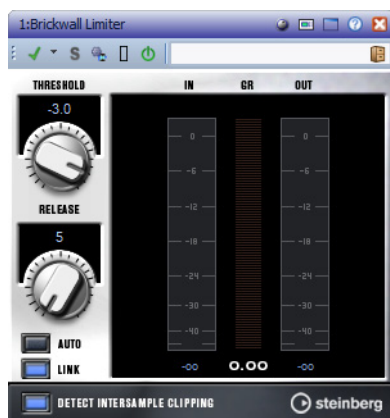 1:Brickwall Limiter
S
THRESHOLD IN GR OUT
-3.0
0 0
-6 -6
RELEASE
-12 -12
5
-18 -18
-24 -24
-30 -30
AUTO
-40 -40
LINK
-oo 0.00 -oo
DETECT INTERSAMPLE CLIPPING
steinberg